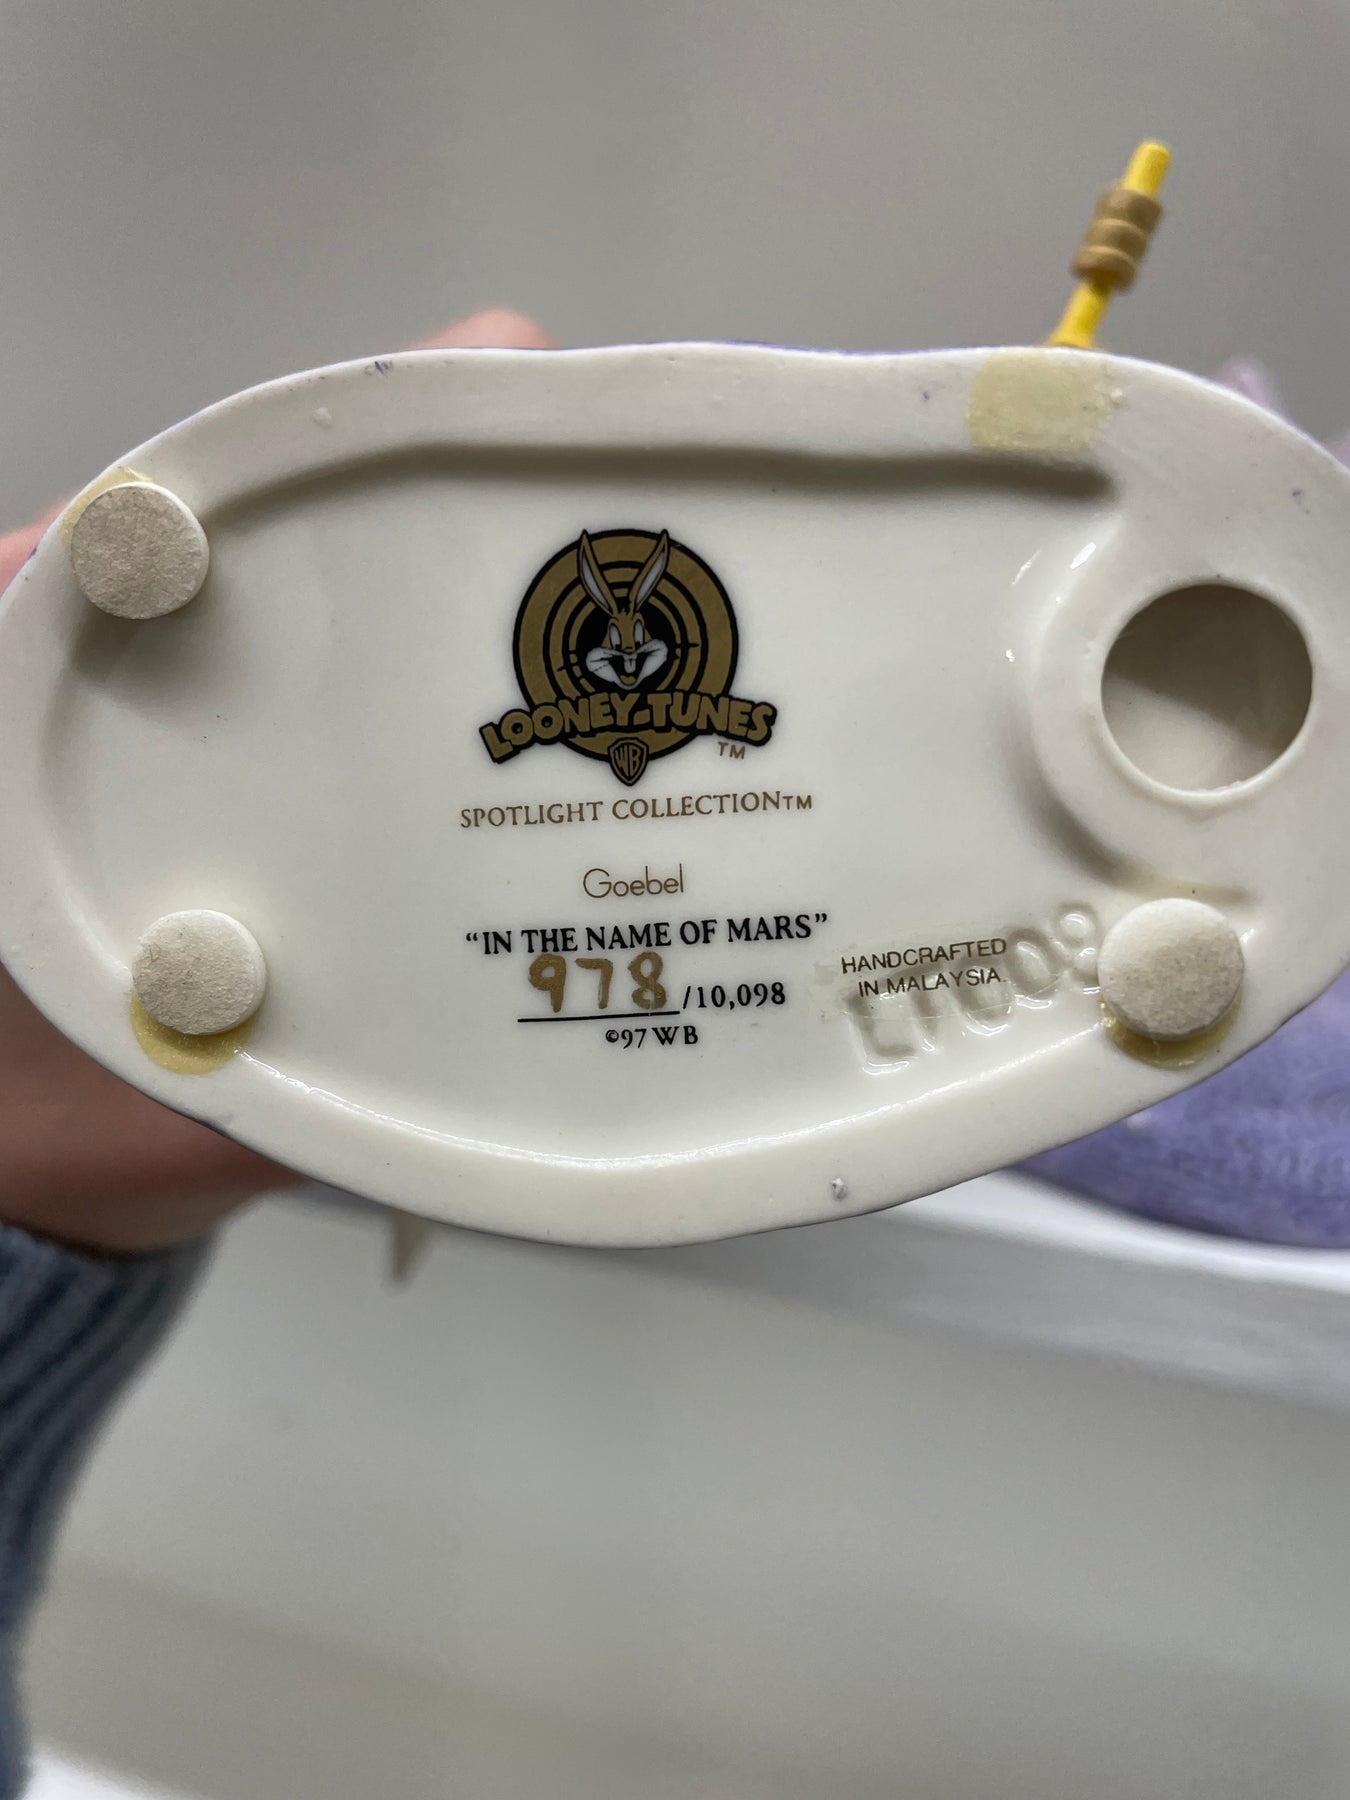 LOONEY TUNES
WB
TM
SPOTLIGHT COLLECTION™
Goebel
“IN THE NAME OF MARS”
978/10,098
©97 WB
HANDCRAFTED
IN MALAYSIA.